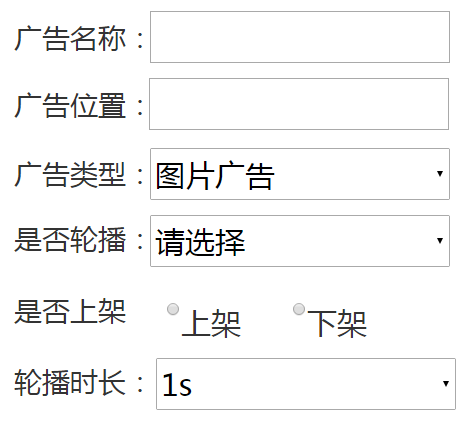 广告名称：
广告位置：
广告类型：图片广告
是否轮播：请选择
是否上架 上架 下架
轮播时长： 1s